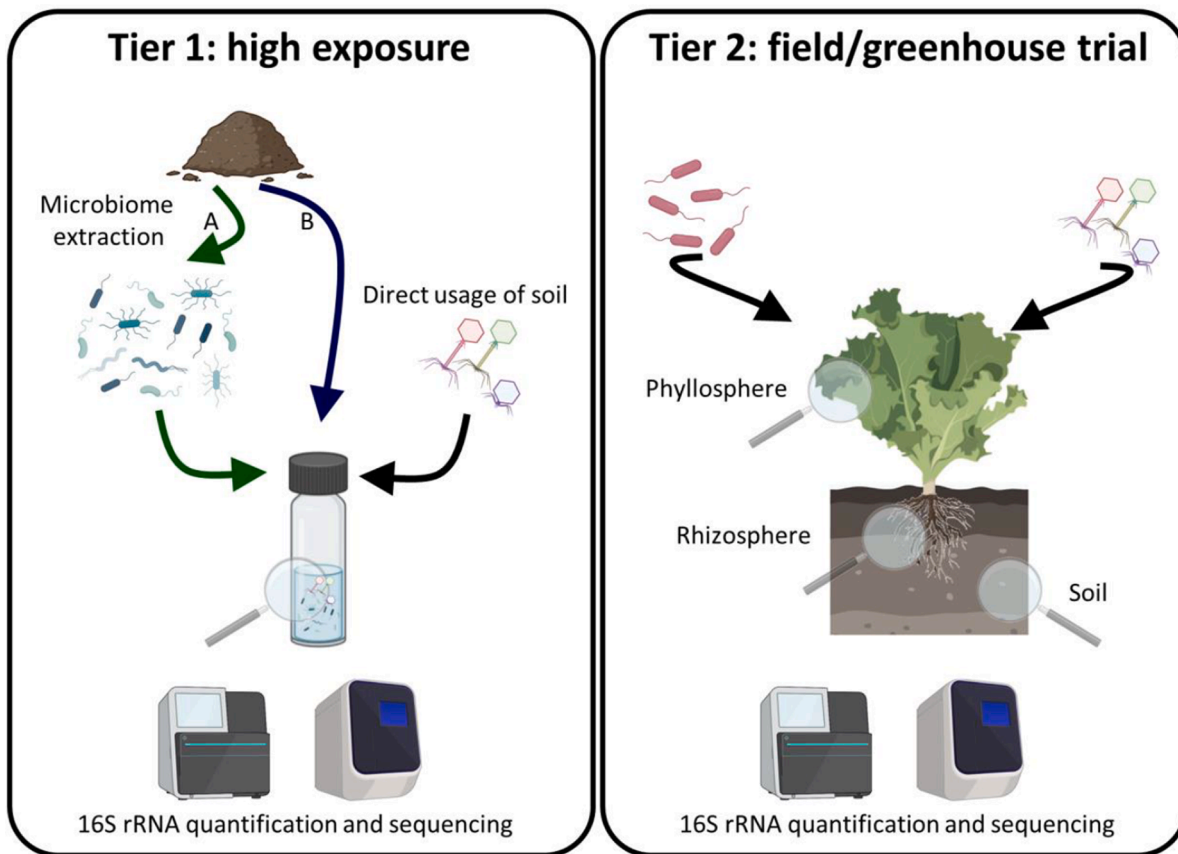 Tier 1: high exposure
Microbiome
extraction
A
B
Direct usage of soil
16S rRNA quantification and sequencing
Tier 2: field/greenhouse trial
Phyllosphere
Rhizosphere
Soil
16S rRNA quantification and sequencing